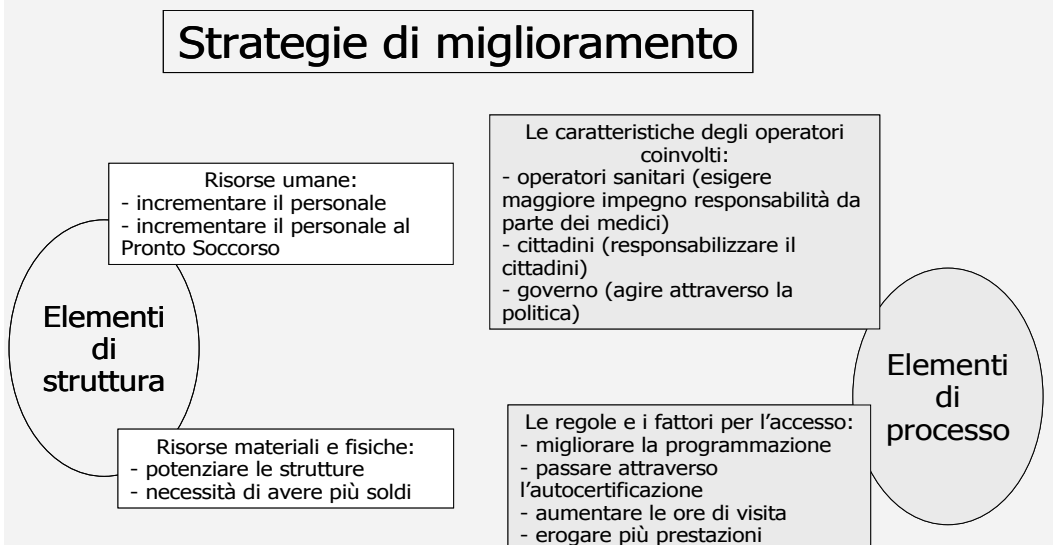 Strategie di miglioramento
Risorse umane:
- incrementare il personale
- incrementare il personale al
Pronto Soccorso
Elementi
di
struttura
Risorse materiali e fisiche:
- potenziare le strutture
- necessità di avere più soldi
Le caratteristiche degli operatori
coinvolti:
- operatori sanitari (esigere
maggiore impegno responsabilità da
parte dei medici)
- cittadini (responsabilizzare il
cittadini)
- governo (agire attraverso la
politica)
Elementi
di
processo
Le regole e i fattori per l'accesso:
- migliorare la programmazione
- passare attraverso
l'autocertificazione
- aumentare le ore di visita
- erogare più prestazioni